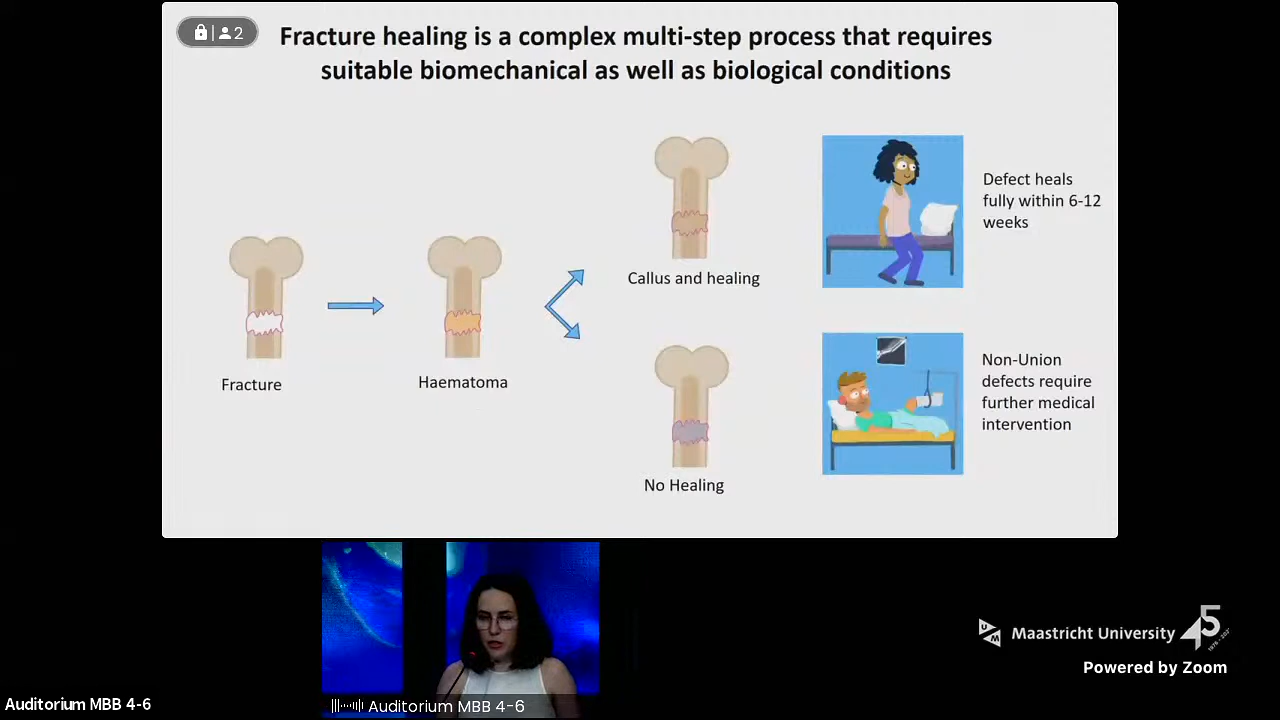 2
Fracture healing is a complex multi-step process that requires
suitable biomechanical as well as biological conditions
Defect heals
fully within 6-12
weeks
Callus and healing
Fracture
Haematoma
Non-Union
defects require
further medical
intervention
No Healing
UM
Maastricht University
45
Powered by Zoom
Auditorium MBB 4-6
Auditorium MBB 4-6